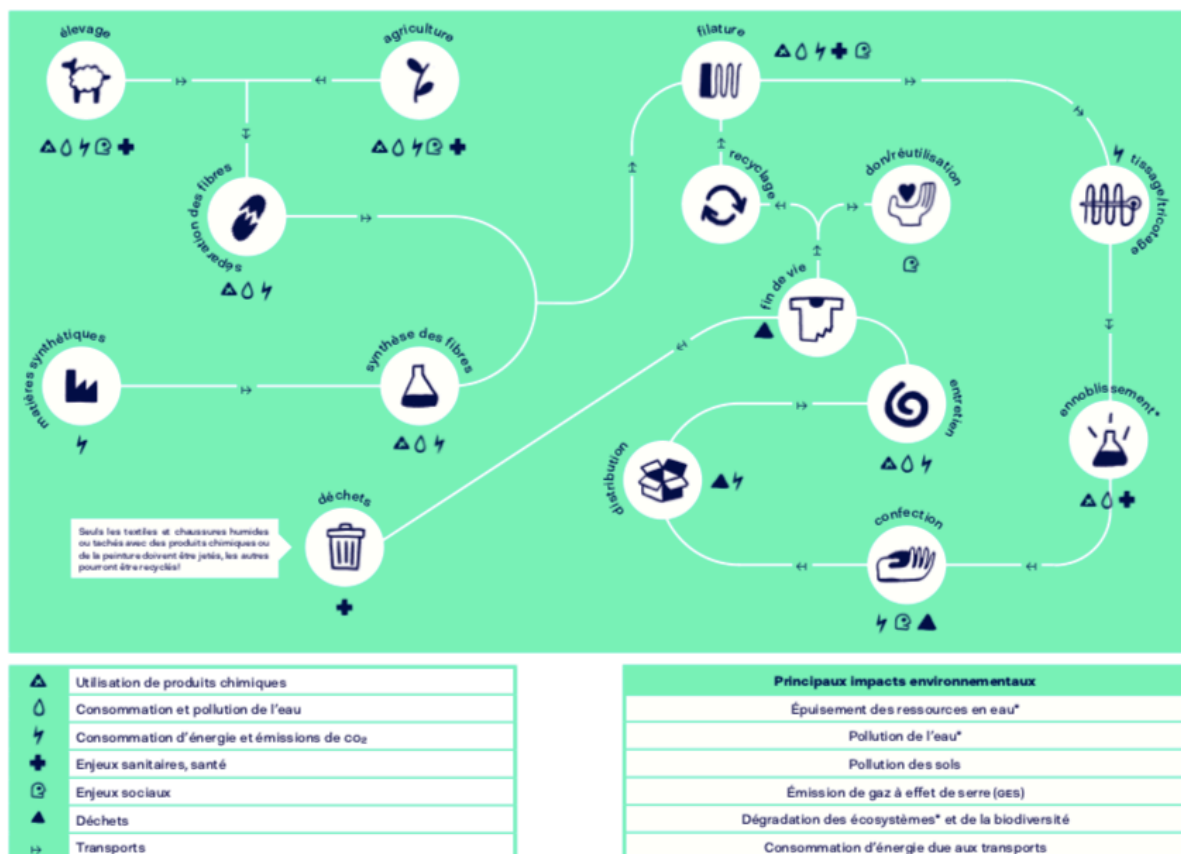 élevage
agriculture
filature
séparation des fibres
recyclage
don/réutilisation
tissage/tricotage
fin de vie
matières synthétiques
synthèse des fibres
entretien
ennoblissement*
distribution
déchets
confection
Seuls les textiles et chaussures humides
ou tachés avec des produits chimiques ou
de la peinture doivent être jetés, les autres
pourront être recyclés!
Utilisation de produits chimiques
Consommation et pollution de l'eau
Consommation d'énergie et émissions de CO₂
Enjeux sanitaires, santé
Enjeux sociaux
Déchets
Transports
Principaux impacts environnementaux
Épuisement des ressources en eau*
Pollution de l'eau*
Pollution des sols
Émission de gaz à effet de serre (GES)
Dégradation des écosystèmes* et de la biodiversité
Consommation d'énergie due aux transports